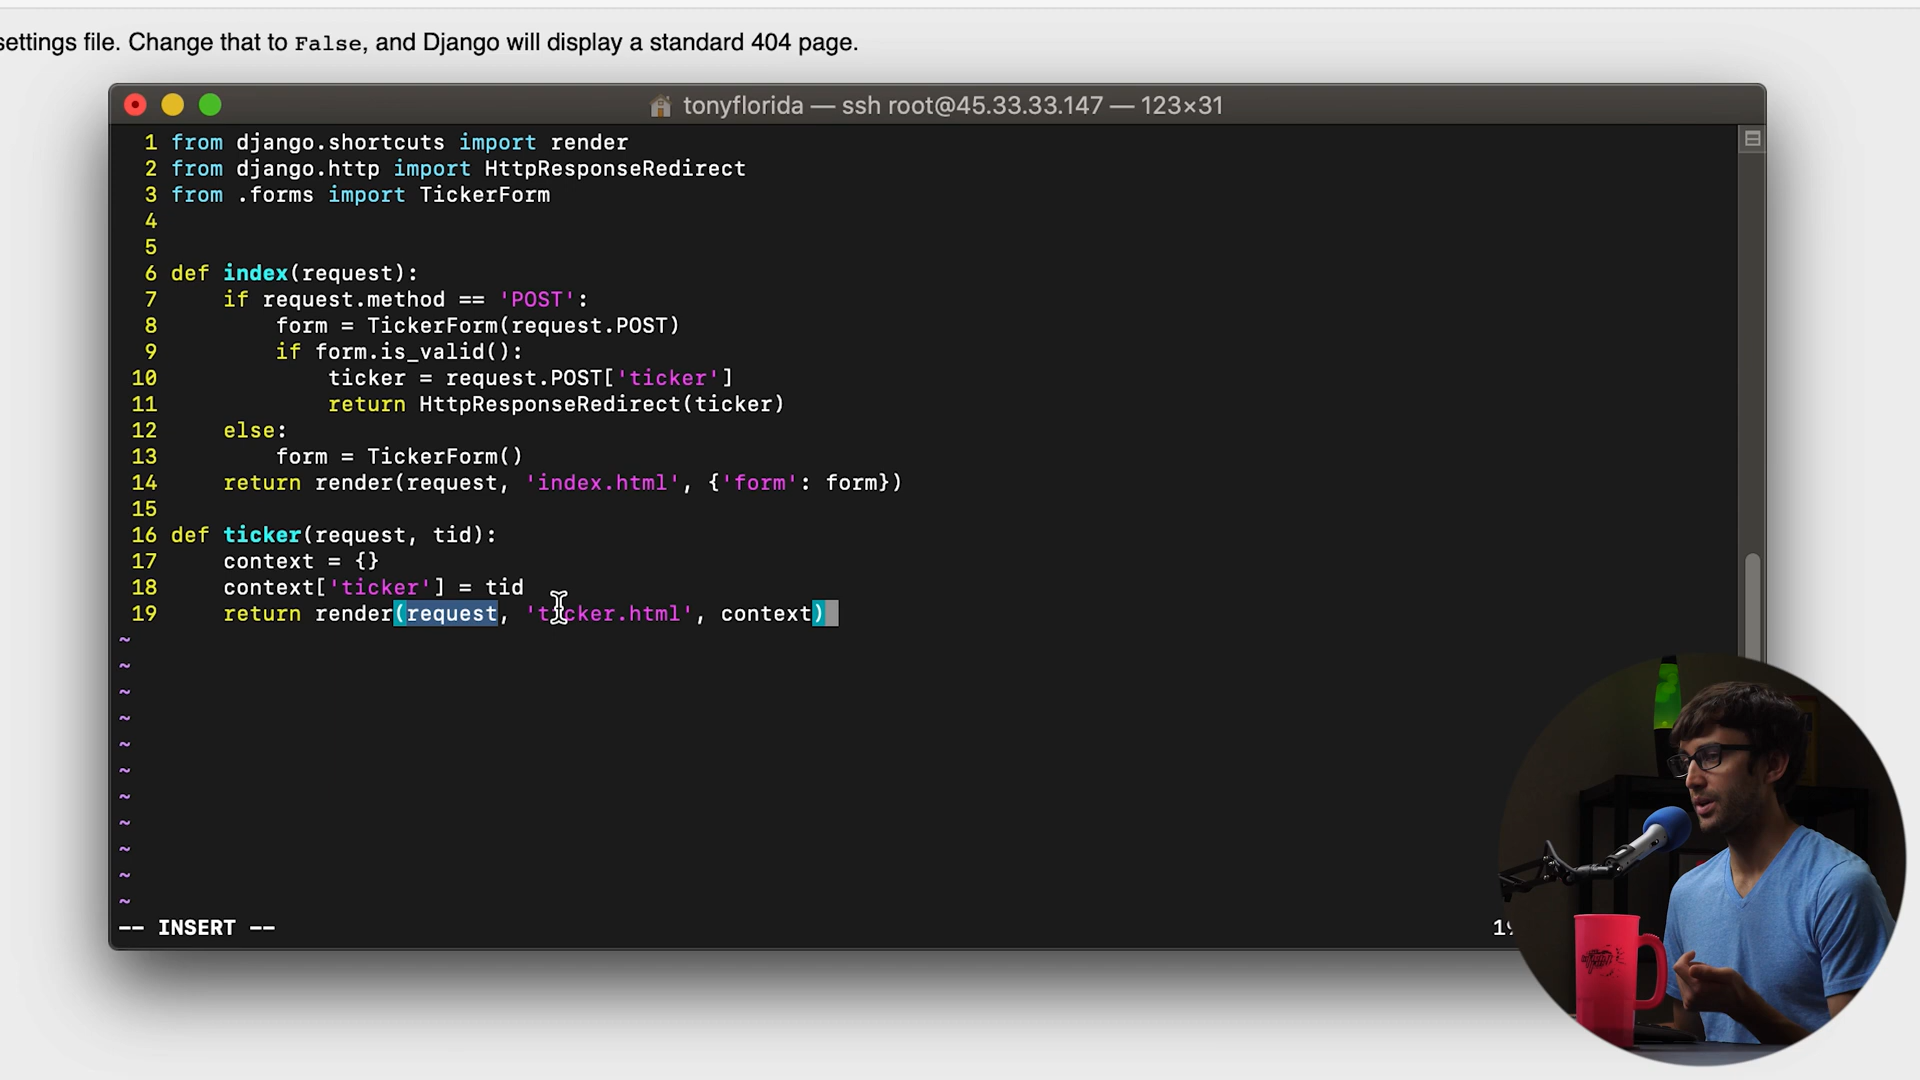 settings file. Change that to False, and Django will display a standard 404 page.
tonyflorida — ssh root@45.33.33.147 — 123×31
1 from django.shortcuts import render
2 from django.http import HttpResponseRedirect
3 from .forms import TickerForm
4
5
6 def index(request):
7     if request.method == 'POST':
8         form = TickerForm(request.POST)
9         if form.is_valid():
10             ticker = request.POST['ticker']
11             return HttpResponseRedirect(ticker)
12     else:
13         form = TickerForm()
14     return render(request, 'index.html', {'form': form})
15
16 def ticker(request, tid):
17     context = {}
18     context['ticker'] = tid
19     return render(request, 'ticker.html', context)
~
~
~
~
~
~
~
~
~
~
~
-- INSERT --